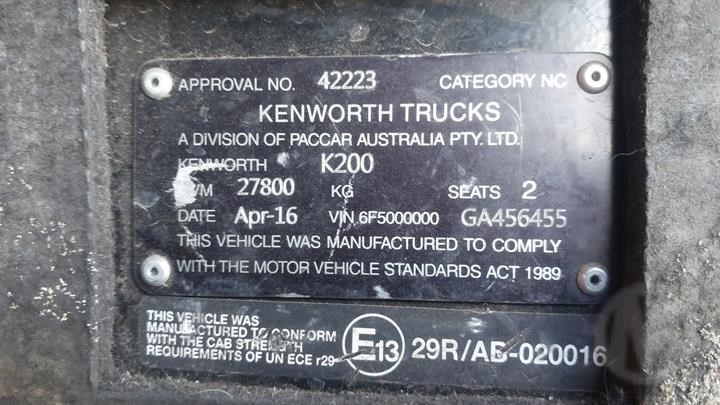 APPROVAL NO. 42223 CATEGORY NC
KENWORTH TRUCKS
A DIVISION OF PACCAR AUSTRALIA PTY. LTD.
KENWORTH K200
27800 KG SEATS 2
DATE Apr-16 VIN 6F5000000 GA456455
THIS VEHICLE WAS MANUFACTURED TO COMPLY
WITH THE MOTOR VEHICLE STANDARDS ACT 1989
THIS VEHICLE WAS
MANUFACTURED TO CONFORM
WITH THE CAB STRENGTH
REQUIREMENTS OF UN ECE r29
E13 29R/AB-020016